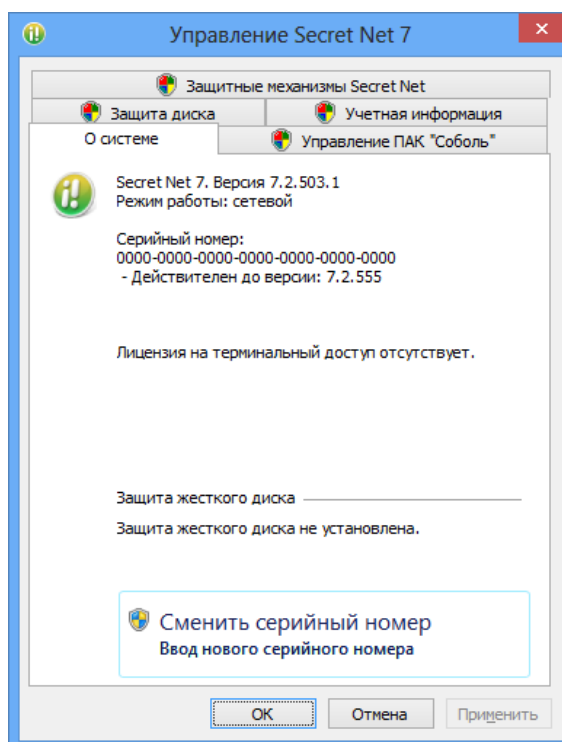 Управление Secret Net 7
Защитные механизмы Secret Net
Защита диска
Учетная информация
О системе
Управление ПАК "Соболь"
Secret Net 7. Версия 7.2.503.1
Режим работы: сетевой
Серийный номер:
0000-0000-0000-0000-0000-0000-0000
- Действителен до версии: 7.2.555
Лицензия на терминальный доступ отсутствует.
Защита жесткого диска
Защита жесткого диска не установлена.
Сменить серийный номер
Ввод нового серийного номера
ОК
Отмена
Применить